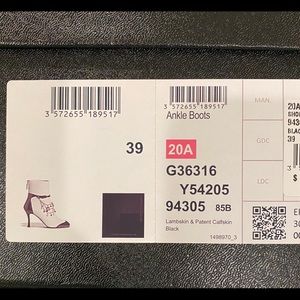 3 572655 189517
39
3 572655 189517
Ankle Boots
20A
G36316
Y54205
94305 85B
Lambskin & Patent Calfskin
Black
1498970_3
MAN.
GDC
LDC
20A
SHO
9430
BLAC
39
$